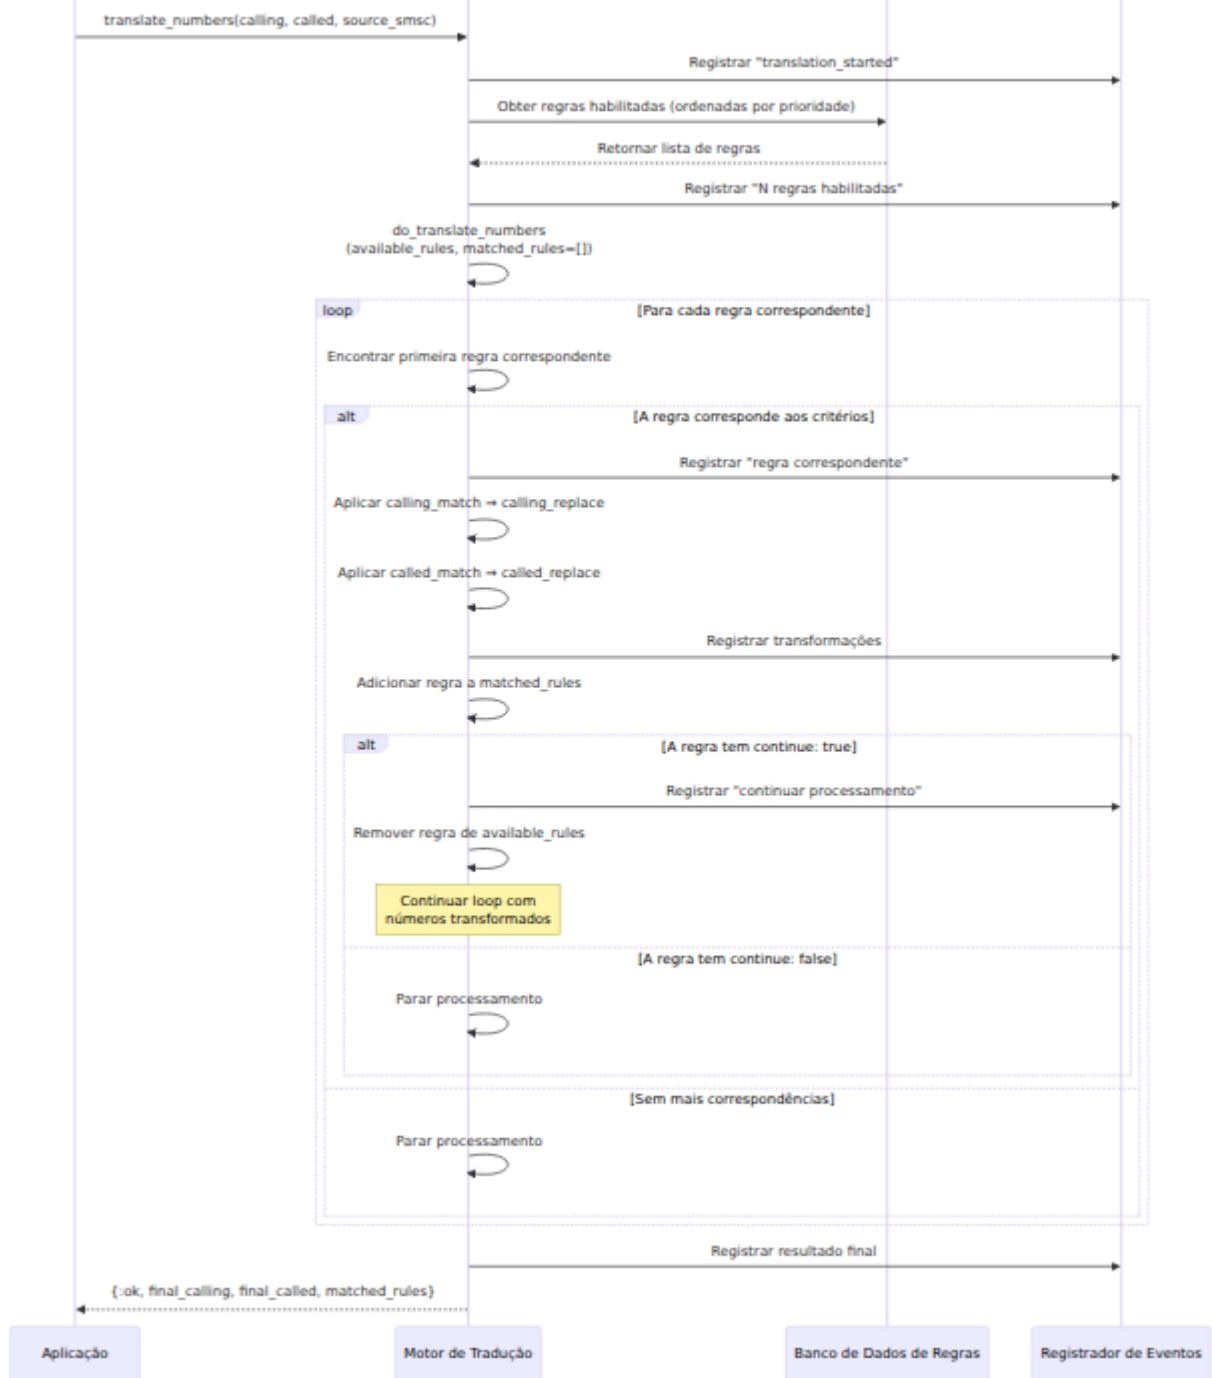 translate_numbers(calling, called, source_smsc)
Registrar "translation_started"
Obter regras habilitadas (ordenadas por prioridade)
Retornar lista de regras
Registrar "N regras habilitadas"
do_translate_numbers
(available_rules, matched_rules=[])
loop
[Para cada regra correspondente]
Encontrar primeira regra correspondente
alt
[A regra corresponde aos critérios]
Registrar "regra correspondente"
Aplicar calling_match → calling_replace
Aplicar called_match → called_replace
Registrar transformações
Adicionar regra a matched_rules
alt
[A regra tem continue: true]
Registrar "continuar processamento"
Remover regra de available_rules
Continuar loop com
números transformados
[A regra tem continue: false]
Parar processamento
[Sem mais correspondências]
Parar processamento
Registrar resultado final
{:ok, final_calling, final_called, matched_rules}
Aplicação
Motor de Tradução
Banco de Dados de Regras
Registrador de Eventos